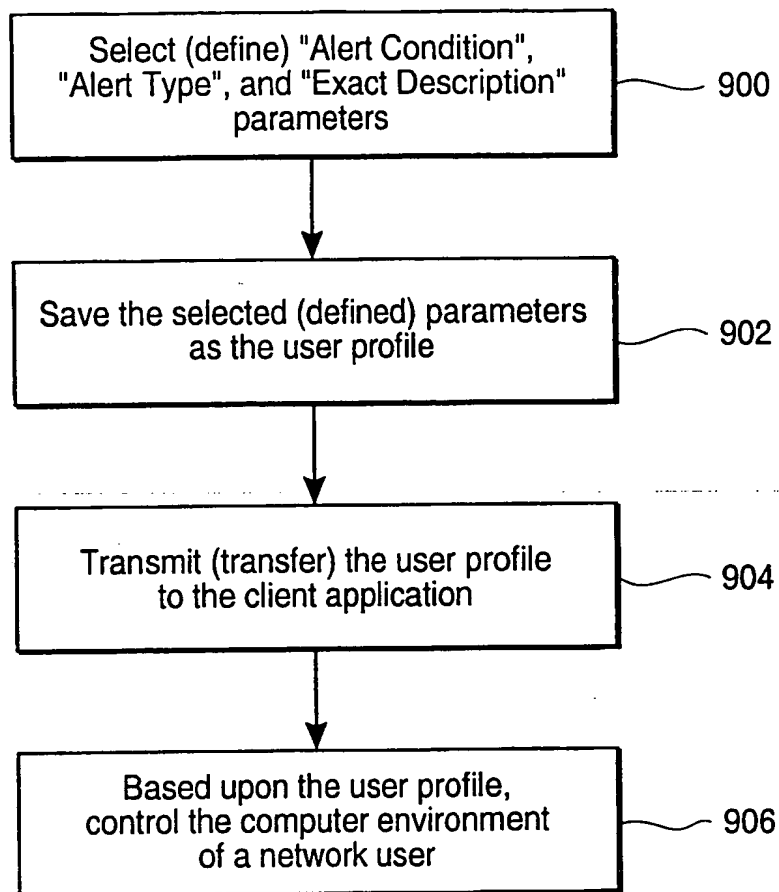 Select (define) "Alert Condition",
"Alert Type", and "Exact Description"
parameters
900
Save the selected (defined) parameters
as the user profile
902
Transmit (transfer) the user profile
to the client application
904
Based upon the user profile,
control the computer environment
of a network user
906